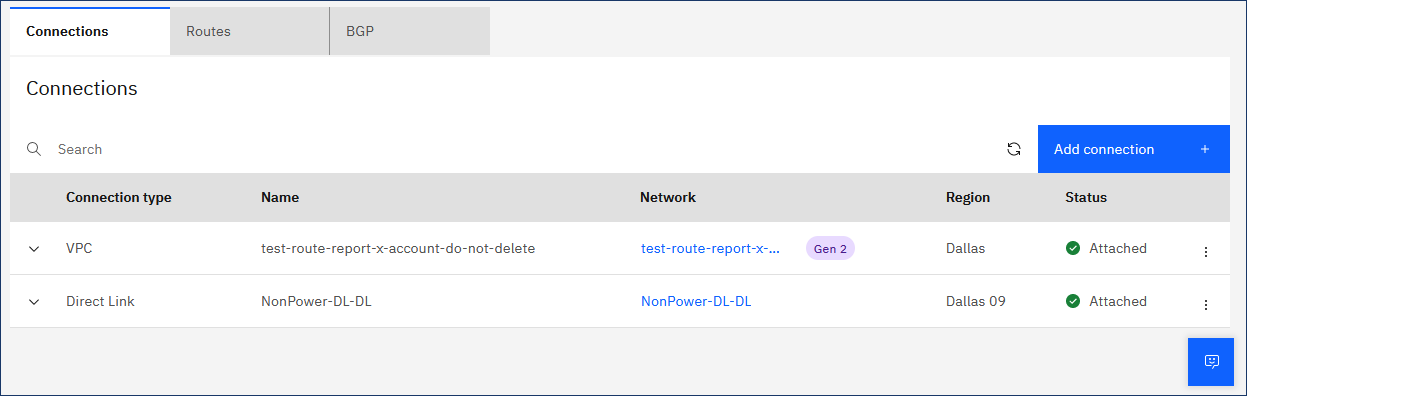 Connections Routes BGP
Connections
Search Add connection +
Connection type Name Network Region Status
VPC test-route-report-x-account-do-not-delete test-route-report-x-... Gen 2 Dallas Attached
Direct Link NonPower-DL-DL NonPower-DL-DL Dallas 09 Attached